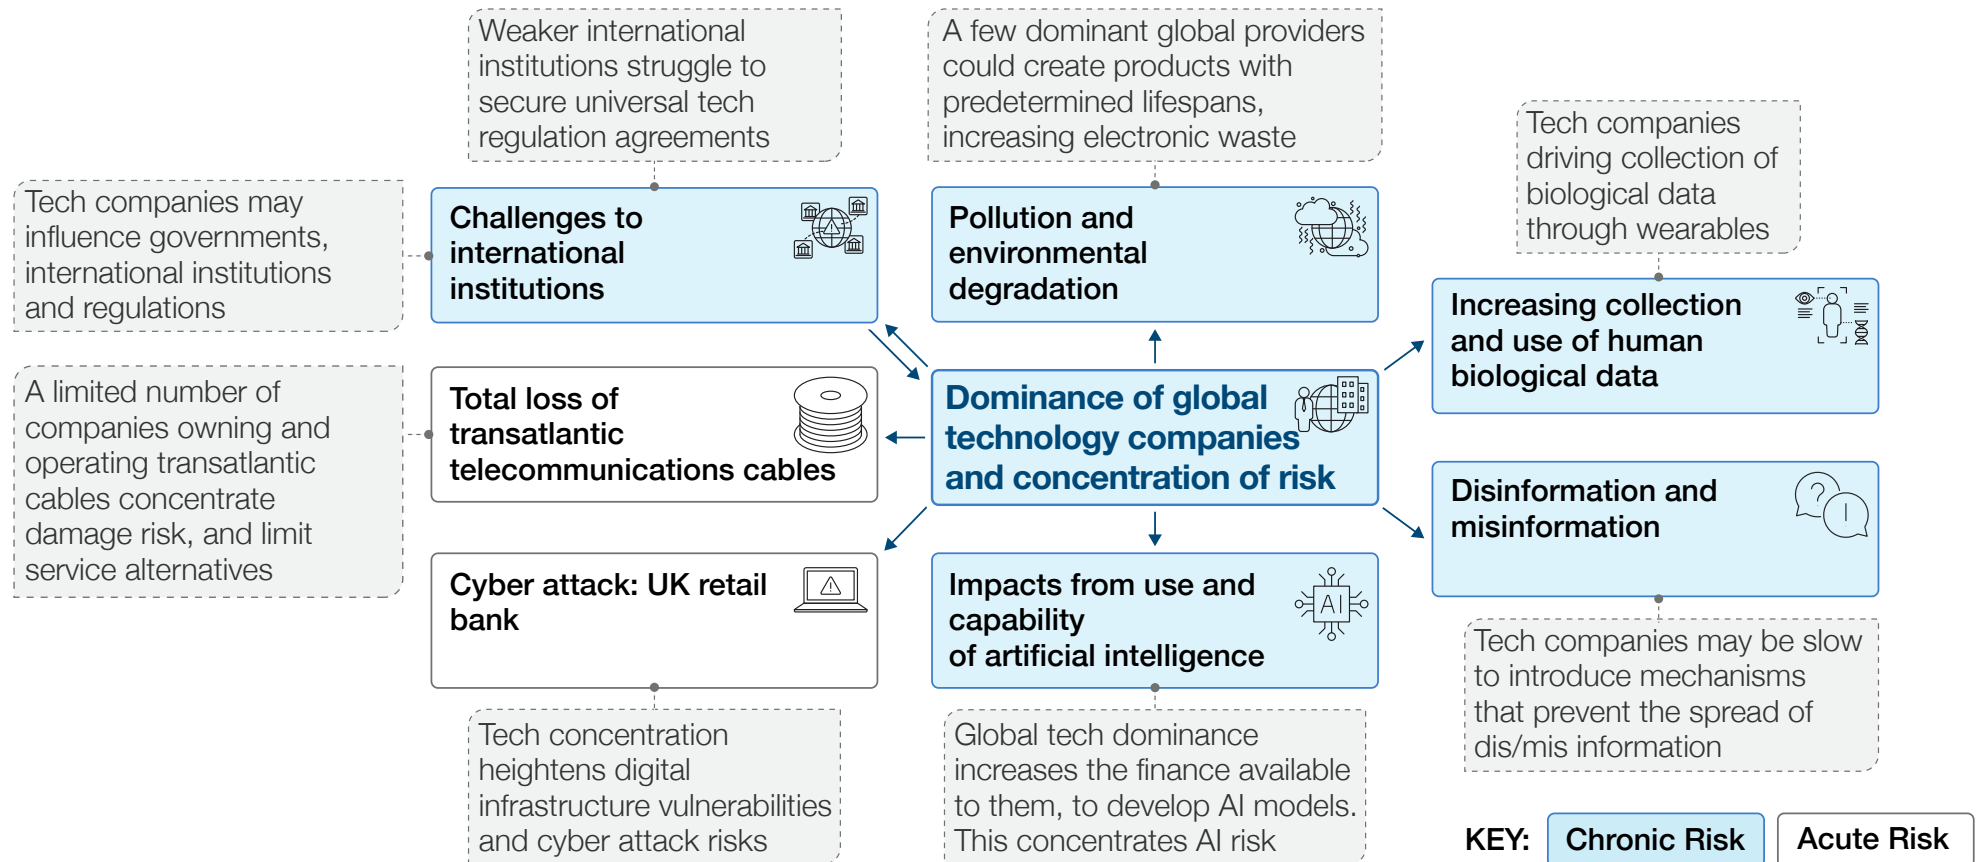 Weaker international
institutions struggle to
secure universal tech
regulation agreements
A few dominant global providers
could create products with
predetermined lifespans,
increasing electronic waste
Tech companies
driving collection of
biological data
through wearables
Tech companies may
influence governments,
international institutions
and regulations
Challenges to
international
institutions
Pollution and
environmental
degradation
Increasing collection
and use of human
biological data
A limited number of
companies owning and
operating transatlantic
cables concentrate
damage risk, and limit
service alternatives
Total loss of
transatlantic
telecommunications cables
Dominance of global
technology companies
and concentration of risk
Disinformation and
misinformation
Cyber attack: UK retail
bank
Impacts from use and
capability
of artificial intelligence
AI
Tech companies may be slow
to introduce mechanisms
that prevent the spread of
dis/mis information
Tech concentration
heightens digital
infrastructure vulnerabilities
and cyber attack risks
Global tech dominance
increases the finance available
to them, to develop AI models.
This concentrates AI risk
KEY: Chronic Risk Acute Risk